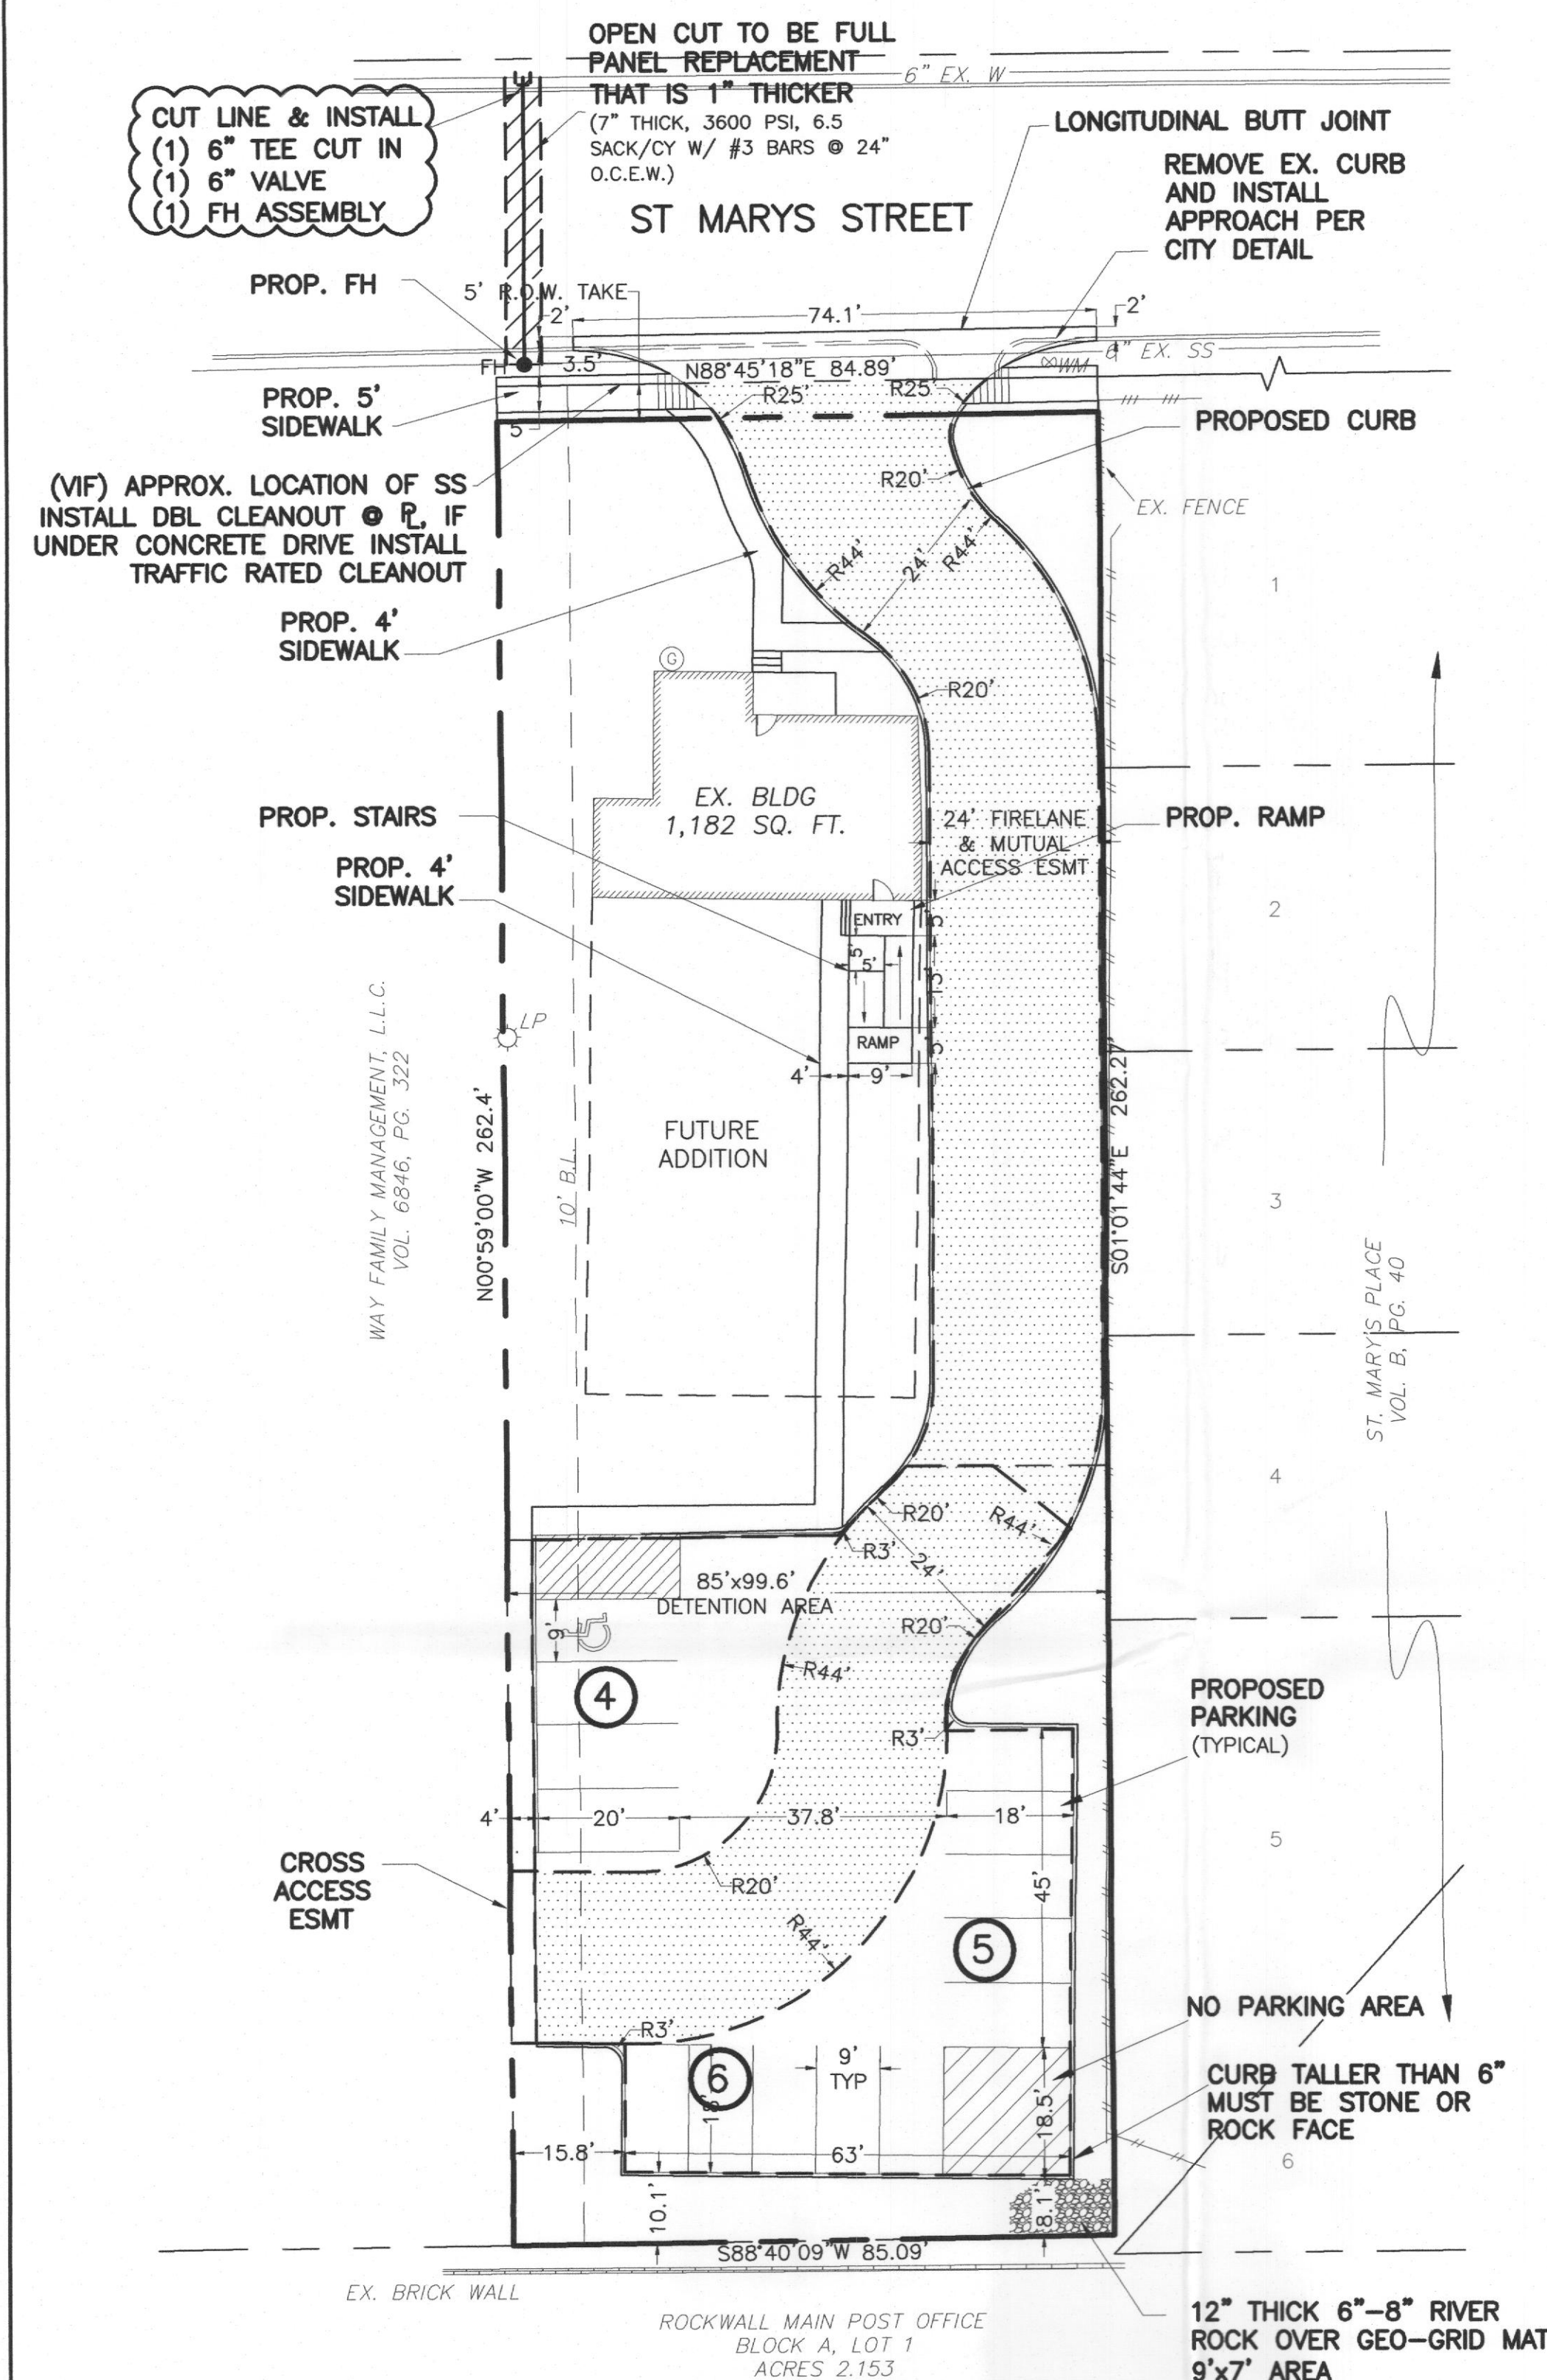 OPEN CUT TO BE FULL
PANEL REPLACEMENT
THAT IS 1" THICKER
(7" THICK, 3600 PSI, 6.5
SACK/CY W/ #3 BARS @ 24"
O.C.E.W.)
6" EX. W
CUT LINE & INSTALL
(1) 6" TEE CUT IN
(1) 6" VALVE
(1) FH ASSEMBLY
LONGITUDINAL BUTT JOINT
REMOVE EX. CURB
AND INSTALL
APPROACH PER
CITY DETAIL
ST MARYS STREET
PROP. FH
5' R.O.W. TAKE
2'
74.1'
2'
6" EX. SS
FH
3.5'
N88°45'18"E 84.89'
WM
R25'
R25'
PROP. 5'
SIDEWALK
5'
PROPOSED CURB
R20'
(VIF) APPROX. LOCATION OF SS
INSTALL DBL CLEANOUT @ PL, IF
UNDER CONCRETE DRIVE INSTALL
TRAFFIC RATED CLEANOUT
EX. FENCE
R44'
24'
R44'
1
PROP. 4'
SIDEWALK
G
R20'
EX. BLDG
1,182 SQ. FT.
PROP. STAIRS
24' FIRELANE
& MUTUAL
ACCESS ESMT
PROP. RAMP
PROP. 4'
SIDEWALK
ENTRY
5'
2
5'
5'
13'
RAMP
5'
4'
9'
LP
WAY FAMILY MANAGEMENT, L.L.C.
VOL. 6846, PG. 322
N00°59'00"W 262.4'
10' B.L.
FUTURE
ADDITION
S01°01'44"E 262.27'
3
ST. MARY'S PLACE
VOL. B, PG. 40
4
R20'
R44'
R3'
24'
85'x99.6'
DETENTION AREA
9'
R20'
R44'
4
R3'
PROPOSED
PARKING
(TYPICAL)
4'
20'
37.8'
18'
5
CROSS
ACCESS
ESMT
R20'
45'
R44'
5
NO PARKING AREA
R3'
6
18'
9'
TYP
18.5'
CURB TALLER THAN 6"
MUST BE STONE OR
ROCK FACE
15.8'
63'
6
10.1'
8.1'
S88°40'09"W 85.09'
EX. BRICK WALL
ROCKWALL MAIN POST OFFICE
BLOCK A, LOT 1
ACRES 2.153
12" THICK 6"-8" RIVER
ROCK OVER GEO-GRID MAT
9'x7' AREA